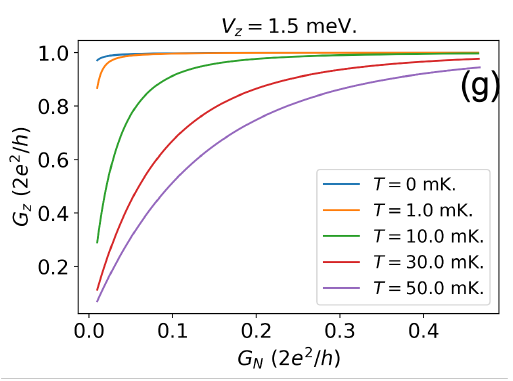 V_z = 1.5 meV.
(g)
G_z (2e²/h)
1.0
0.8
0.6
0.4
0.2
T = 0 mK.
T = 1.0 mK.
T = 10.0 mK.
T = 30.0 mK.
T = 50.0 mK.
0.0 0.1 0.2 0.3 0.4
G_N (2e²/h)